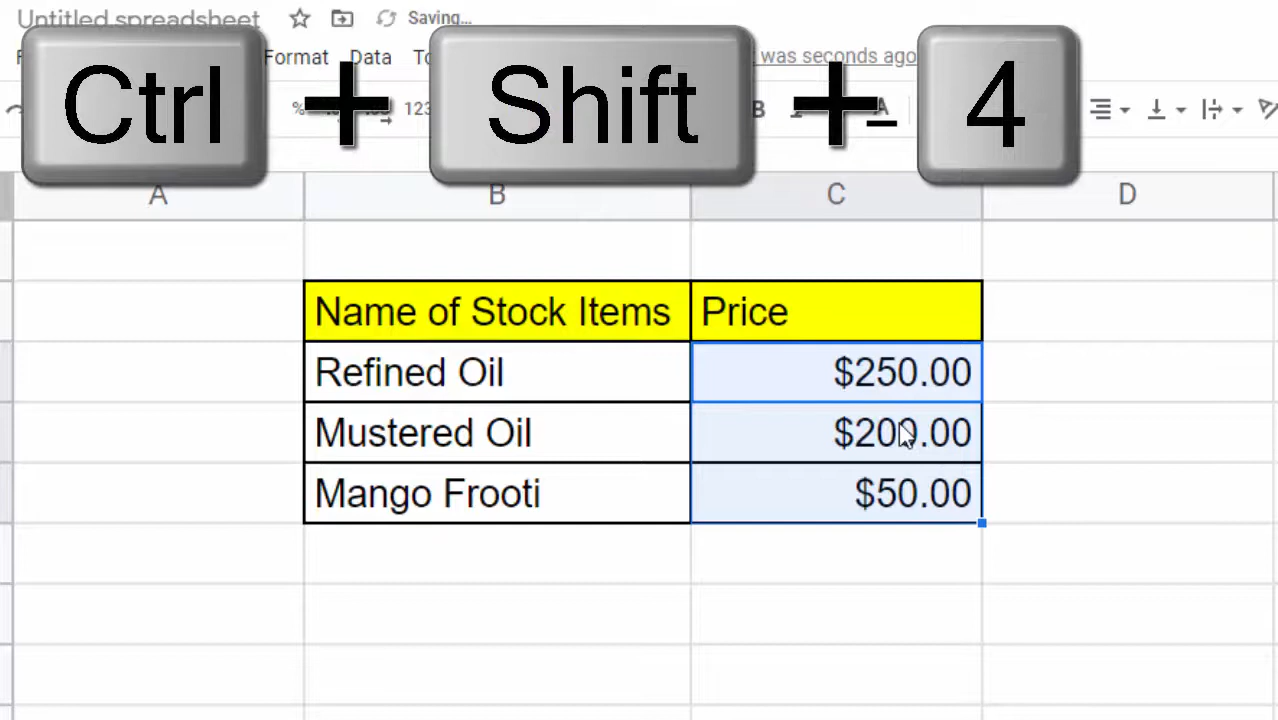 Untitled spreadsheet Saving...
Format Data was seconds ago
Ctrl + Shift + 4
% 123 B A
A B C D
Name of Stock Items Price
Refined Oil $250.00
Mustered Oil $200.00
Mango Frooti $50.00